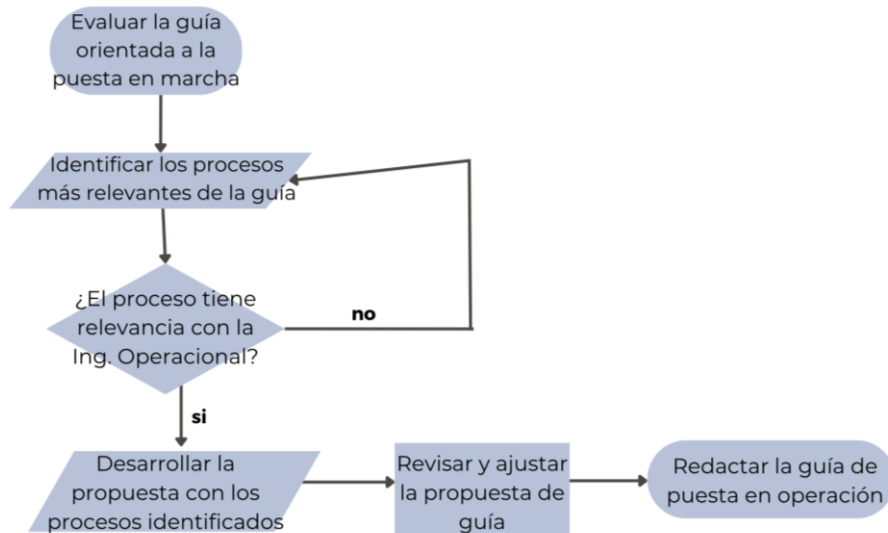 Evaluar la guía
orientada a la
puesta en marcha
Identificar los procesos
más relevantes de la guía
¿El proceso tiene
relevancia con la
Ing. Operacional?
no
si
Desarrollar la
propuesta con los
procesos identificados
Revisar y ajustar
la propuesta de
guía
Redactar la guía de
puesta en operación